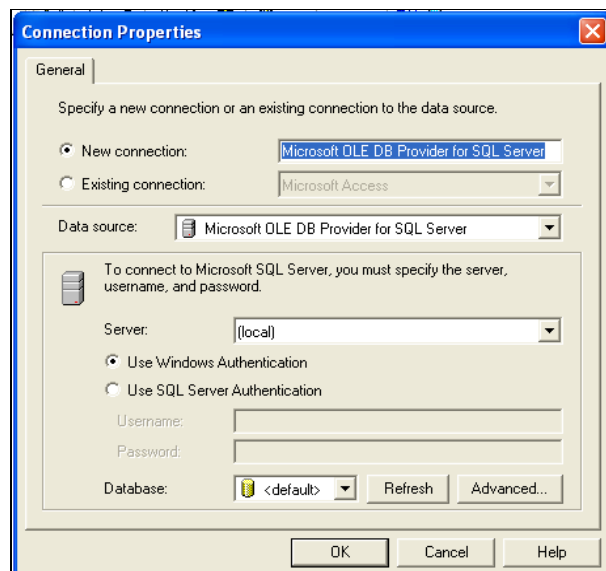 Connection Properties
General
Specify a new connection or an existing connection to the data source.
New connection: Microsoft OLE DB Provider for SQL Server
Existing connection: Microsoft Access
Data source: Microsoft OLE DB Provider for SQL Server
To connect to Microsoft SQL Server, you must specify the server,
username, and password.
Server: (local)
Use Windows Authentication
Use SQL Server Authentication
Username:
Password:
Database: <default> Refresh Advanced...
OK Cancel Help